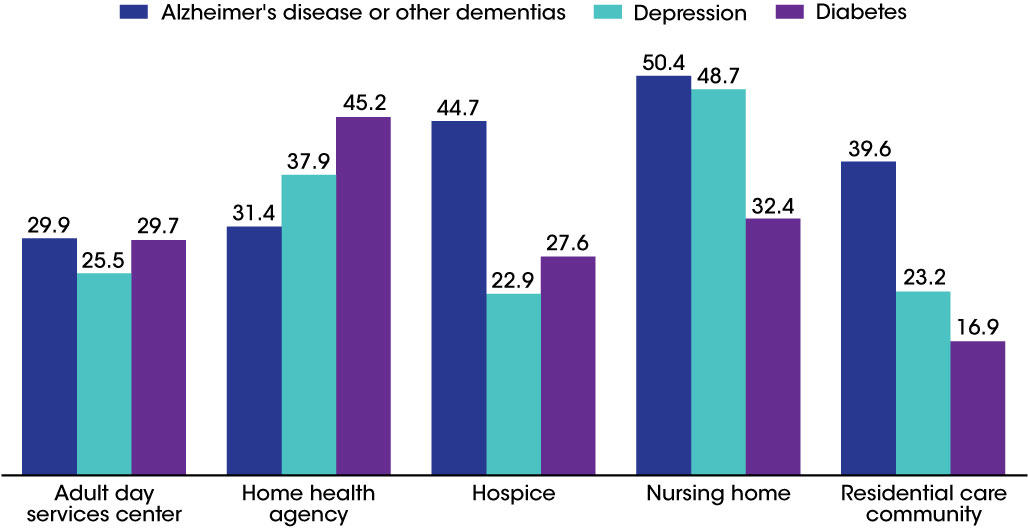 Alzheimer's disease or other dementias Depression Diabetes
29.9 25.5 29.7
31.4 37.9 45.2
44.7 22.9 27.6
50.4 48.7 32.4
39.6 23.2 16.9
Adult day
services center
Home health
agency
Hospice
Nursing home
Residential care
community